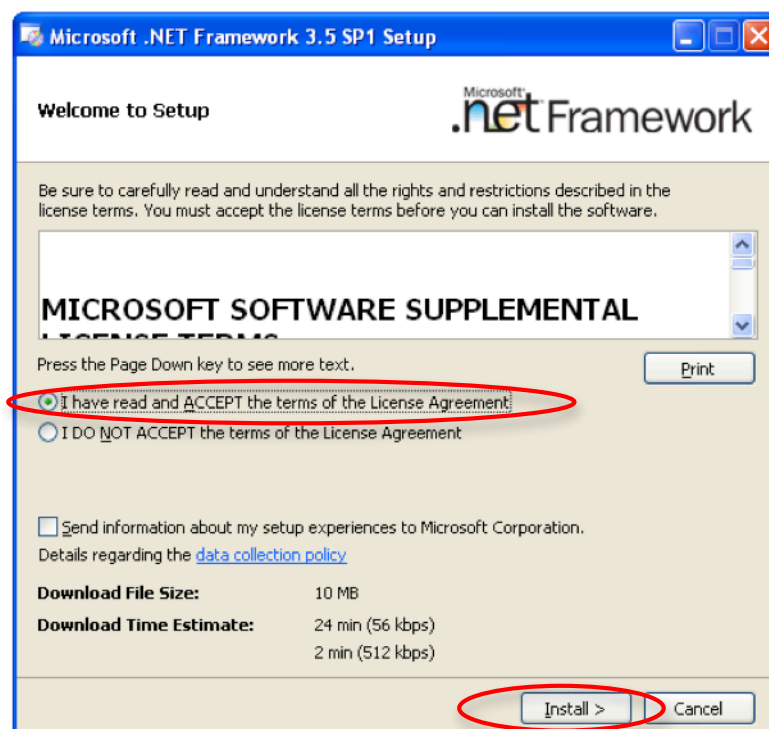 Microsoft .NET Framework 3.5 SP1 Setup
Welcome to Setup
Microsoft
.net Framework
Be sure to carefully read and understand all the rights and restrictions described in the
license terms. You must accept the license terms before you can install the software.
MICROSOFT SOFTWARE SUPPLEMENTAL
LICENSE TERMS
Press the Page Down key to see more text.
Print
I have read and ACCEPT the terms of the License Agreement
I DO NOT ACCEPT the terms of the License Agreement
Send information about my setup experiences to Microsoft Corporation.
Details regarding the data collection policy
Download File Size: 10 MB
Download Time Estimate: 24 min (56 kbps)
2 min (512 kbps)
Install > Cancel